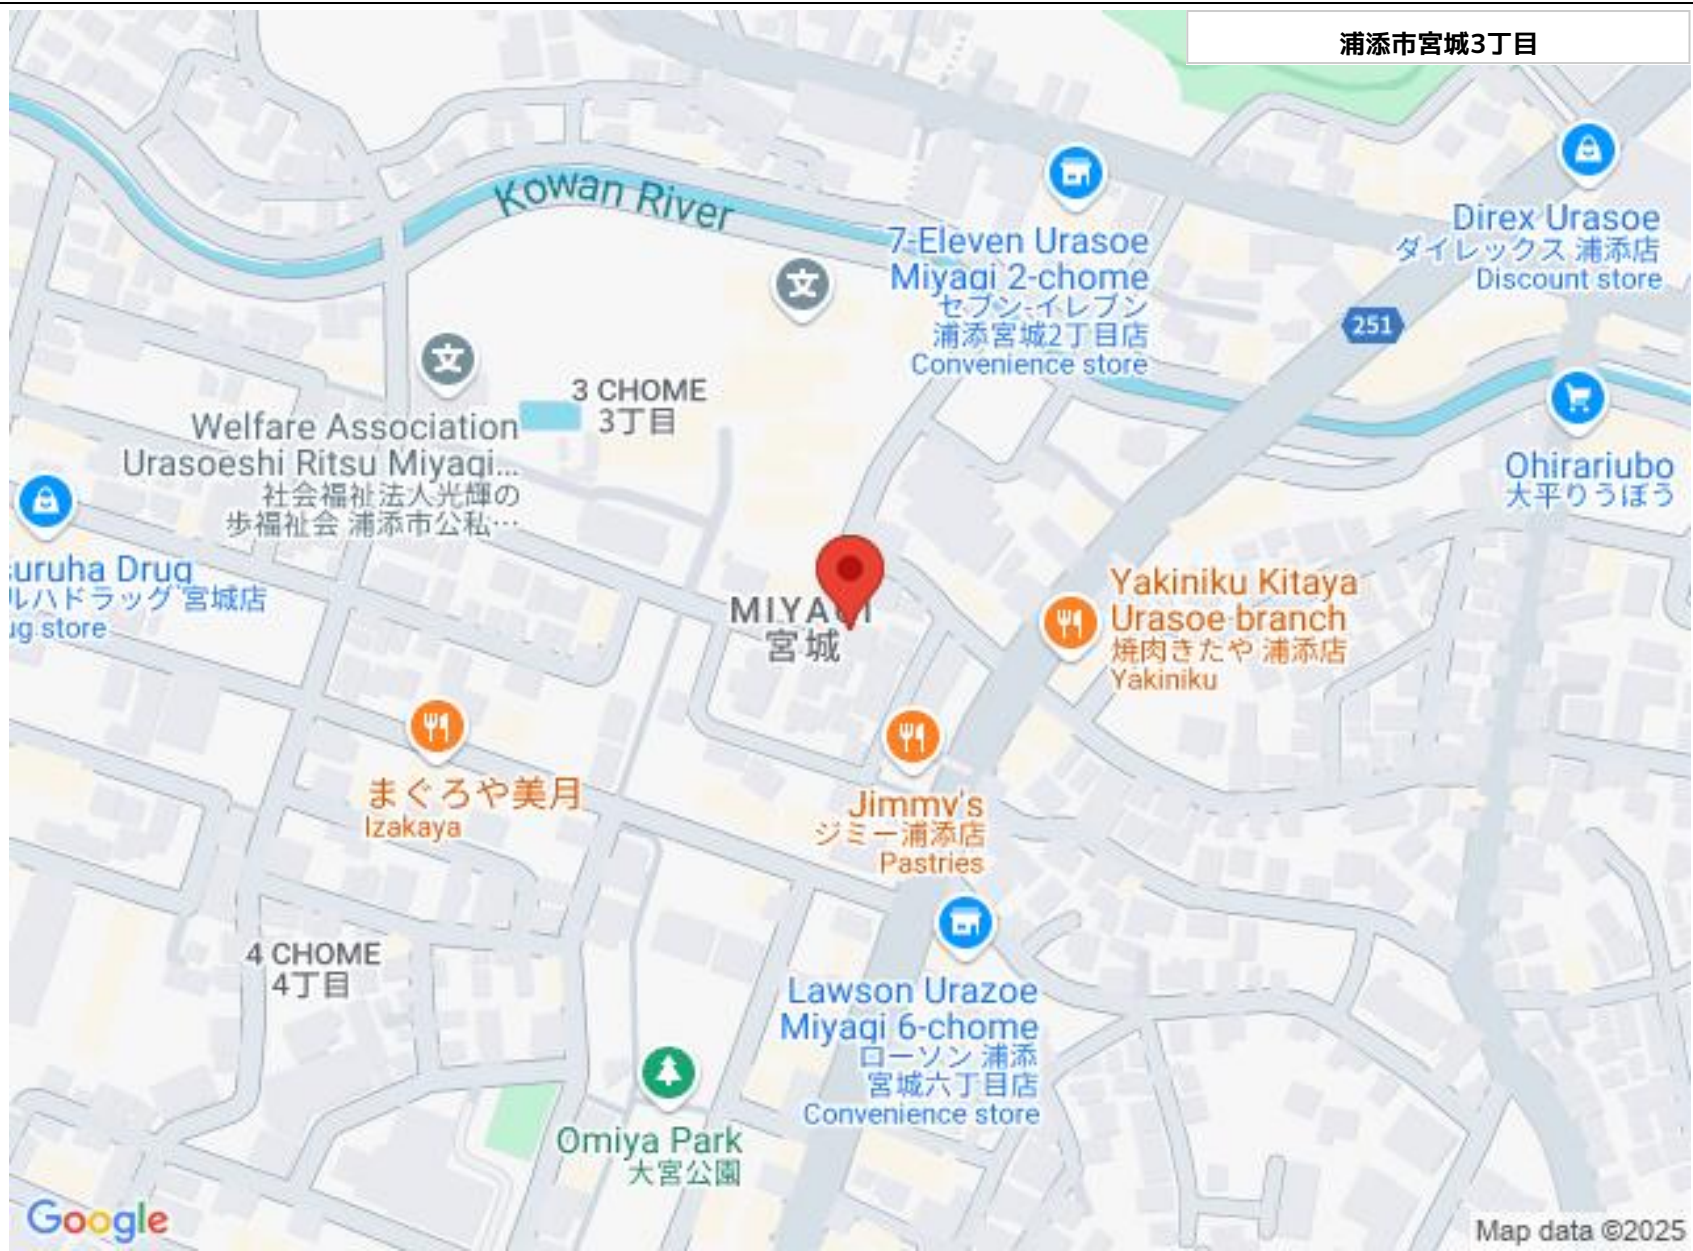 浦添市宮城3丁目
Kowan River
7-Eleven Urasoe
Miyagi 2-chome
セブン-イレブン
浦添宮城2丁目店
Convenience store
Direx Urasoe
ダイレックス 浦添店
Discount store
251
文
文
3 CHOME
3丁目
Welfare Association
Urasoeshi Ritsu Miyagi...
社会福祉法人光輝の
歩福祉会 浦添市公私…
Ohirariubo
大平りうぼう
uruha Drug
ルハドラッグ 宮城店
ug store
MIYAGI
宮城
Yakiniku Kitaya
Urasoe branch
焼肉きたや 浦添店
Yakiniku
まぐろや美月
Izakaya
Jimmy's
ジミー浦添店
Pastries
4 CHOME
4丁目
Lawson Urazoe
Miyagi 6-chome
ローソン 浦添
宮城六丁目店
Convenience store
Omiya Park
大宮公園
Google
Map data ©2025